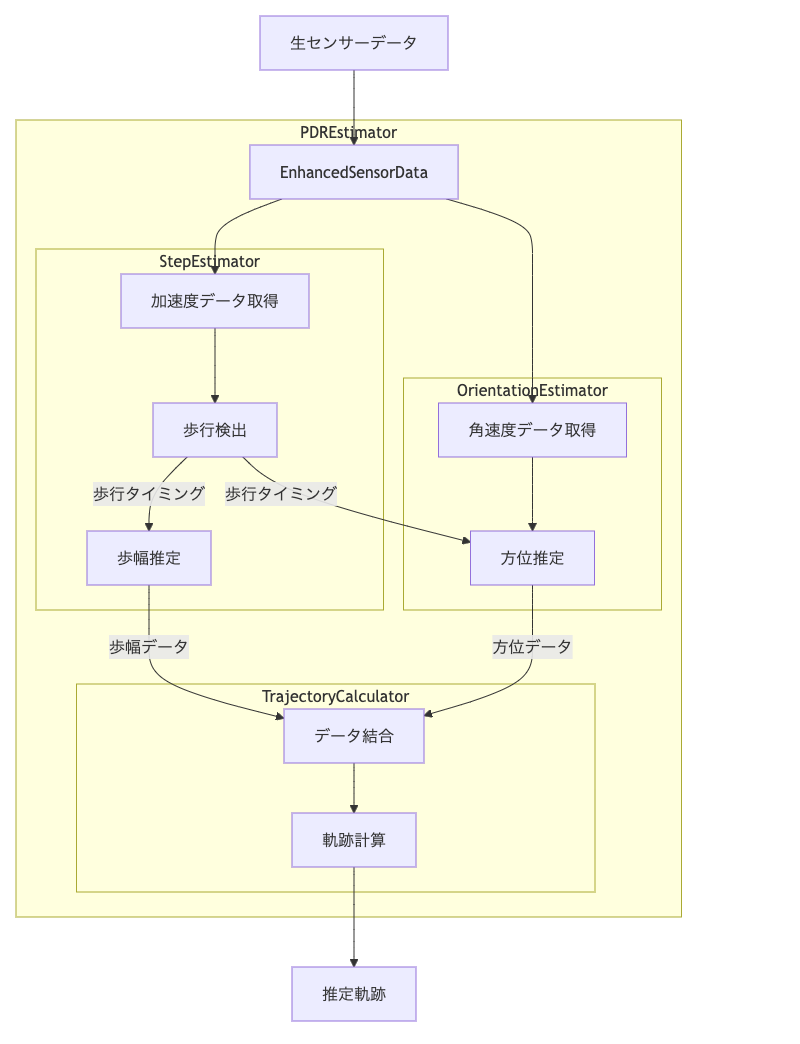 生センサーデータ
PDREstimator
EnhancedSensorData
StepEstimator
加速度データ取得
OrientationEstimator
歩行検出
角速度データ取得
歩行タイミング
歩行タイミング
歩幅推定
方位推定
歩幅データ
方位データ
TrajectoryCalculator
データ結合
軌跡計算
推定軌跡